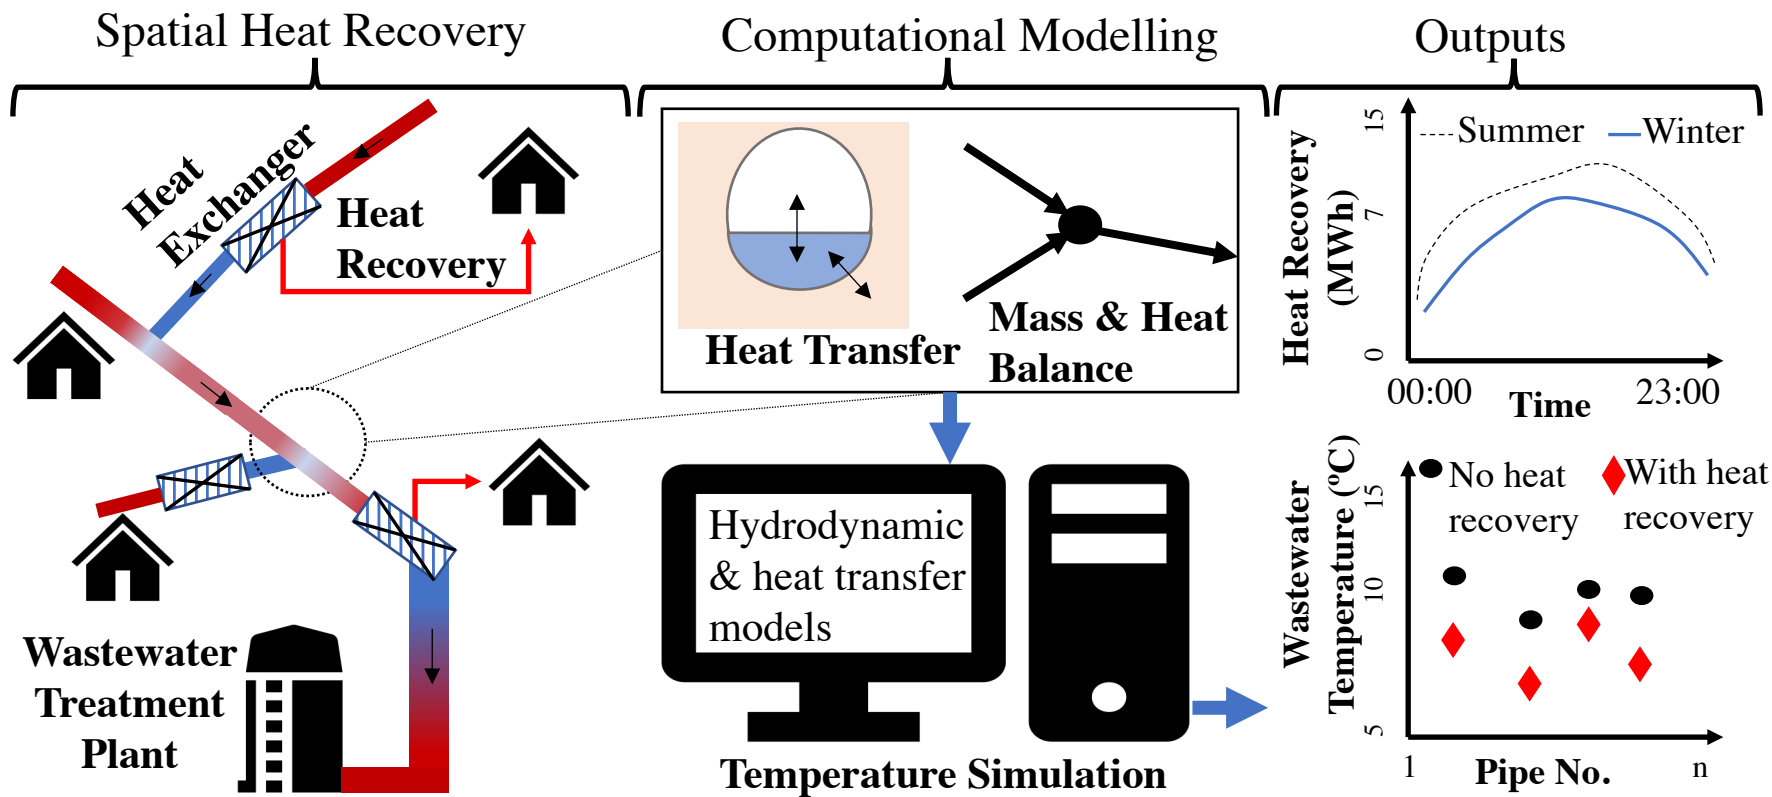 Spatial Heat Recovery
Computational Modelling
Outputs
Heat
Exchanger
Heat
Recovery
Wastewater
Treatment
Plant
Heat Transfer
Mass & Heat
Balance
Hydrodynamic
& heat transfer
models
Temperature Simulation
Heat Recovery
(MWh)
15
7
0
Summer
Winter
00:00
23:00
Time
Wastewater
Temperature (ºC)
15
10
5
No heat
recovery
With heat
recovery
1
n
Pipe No.